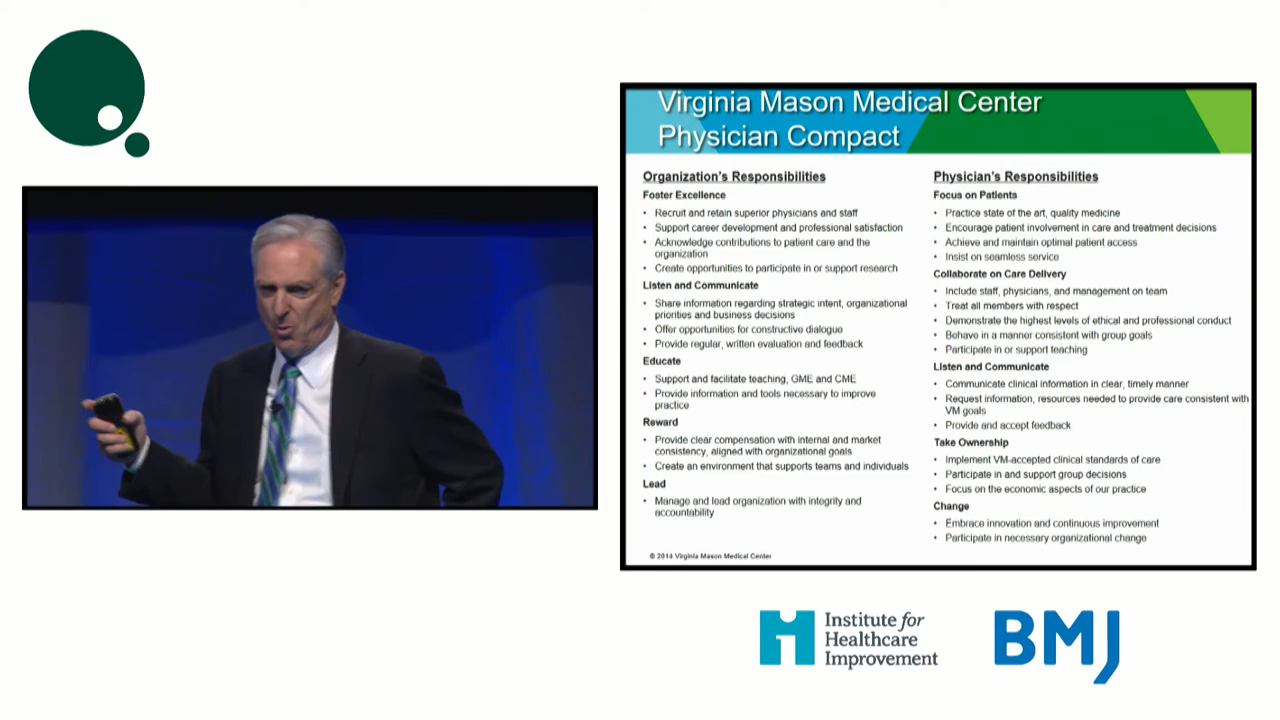 Virginia Mason Medical Center
Physician Compact
Organization's Responsibilities
Foster Excellence
• Recruit and retain superior physicians and staff
• Support career development and professional satisfaction
• Acknowledge contributions to patient care and the
organization
• Create opportunities to participate in or support research
Listen and Communicate
• Share information regarding strategic intent, organizational
priorities and business decisions
• Offer opportunities for constructive dialogue
• Provide regular, written evaluation and feedback
Educate
• Support and facilitate teaching, GME and CME
• Provide information and tools necessary to improve
practice
Reward
• Provide clear compensation with internal and market
consistency, aligned with organizational goals
• Create an environment that supports teams and individuals
Lead
• Manage and lead organization with integrity and
accountability
© 2014 Virginia Mason Medical Center
Physician's Responsibilities
Focus on Patients
• Practice state of the art, quality medicine
• Encourage patient involvement in care and treatment decisions
• Achieve and maintain optimal patient access
• Insist on seamless service
Collaborate on Care Delivery
• Include staff, physicians, and management on team
• Treat all members with respect
• Demonstrate the highest levels of ethical and professional conduct
• Behave in a manner consistent with group goals
• Participate in or support teaching
Listen and Communicate
• Communicate clinical information in clear, timely manner
• Request information, resources needed to provide care consistent with
VM goals
• Provide and accept feedback
Take Ownership
• Implement VM-accepted clinical standards of care
• Participate in and support group decisions
• Focus on the economic aspects of our practice
Change
• Embrace innovation and continuous improvement
• Participate in necessary organizational change
Institute for
Healthcare
Improvement
BMJ